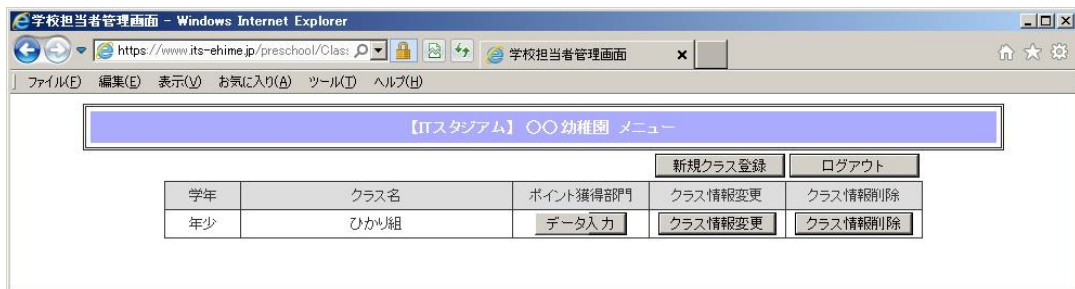 学校担当者管理画面 - Windows Internet Explorer
https://www.its-ehime.jp/preschool/Clas:
学校担当者管理画面
ファイル(F) 編集(E) 表示(V) お気に入り(A) ツール(T) ヘルプ(H)
【ITスタジアム】 〇〇幼稚園 メニュー
新規クラス登録 ログアウト
学年 クラス名 ポイント獲得部門 クラス情報変更 クラス情報削除
年少 ひかり組 データ入力 クラス情報変更 クラス情報削除